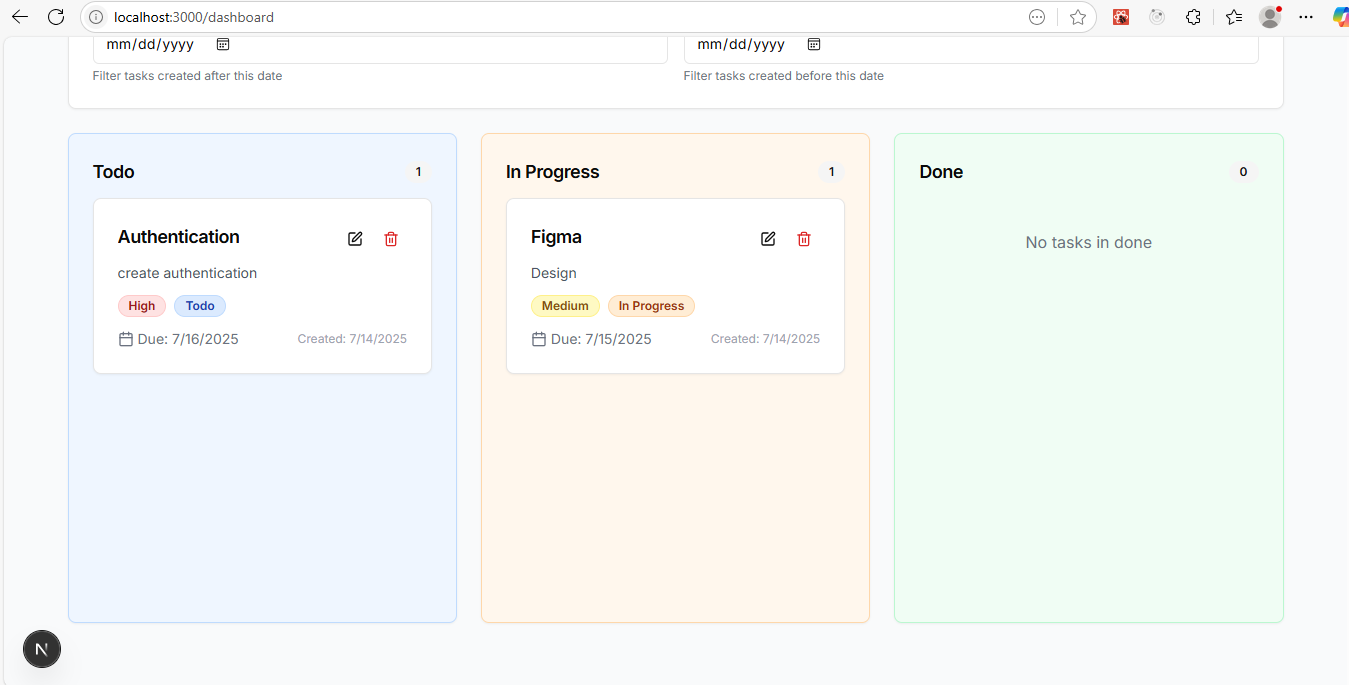 localhost:3000/dashboard
mm/dd/yyyy mm/dd/yyyy
Filter tasks created after this date Filter tasks created before this date
Todo 1
Authentication
create authentication
High Todo
Due: 7/16/2025 Created: 7/14/2025
In Progress 1
Figma
Design
Medium In Progress
Due: 7/15/2025 Created: 7/14/2025
Done 0
No tasks in done
N